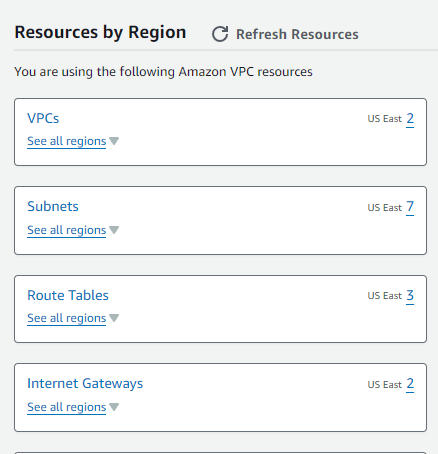 Resources by Region Refresh Resources
You are using the following Amazon VPC resources
VPCs US East 2
See all regions
Subnets US East 7
See all regions
Route Tables US East 3
See all regions
Internet Gateways US East 2
See all regions